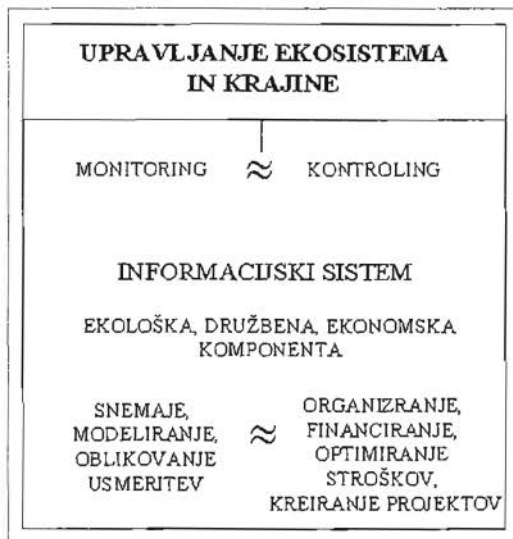 UPRAVLJANJE EKOSISTEMA
IN KRAJINE
MONITORING ≈ KONTROLING
INFORMACIJSKI SISTEM
EKOLOŠKA, DRUŽBENA, EKONOMSKA
KOMPONENTA
SNEMAJE,
MODELIRANJE,
OBLIKOVANJE
USMERITEV
≈
ORGANIZRANJE,
FINANCIRANJE,
OPTIMIRANJE
STROŠKOV,
KREIRANJE PROJEKTOV